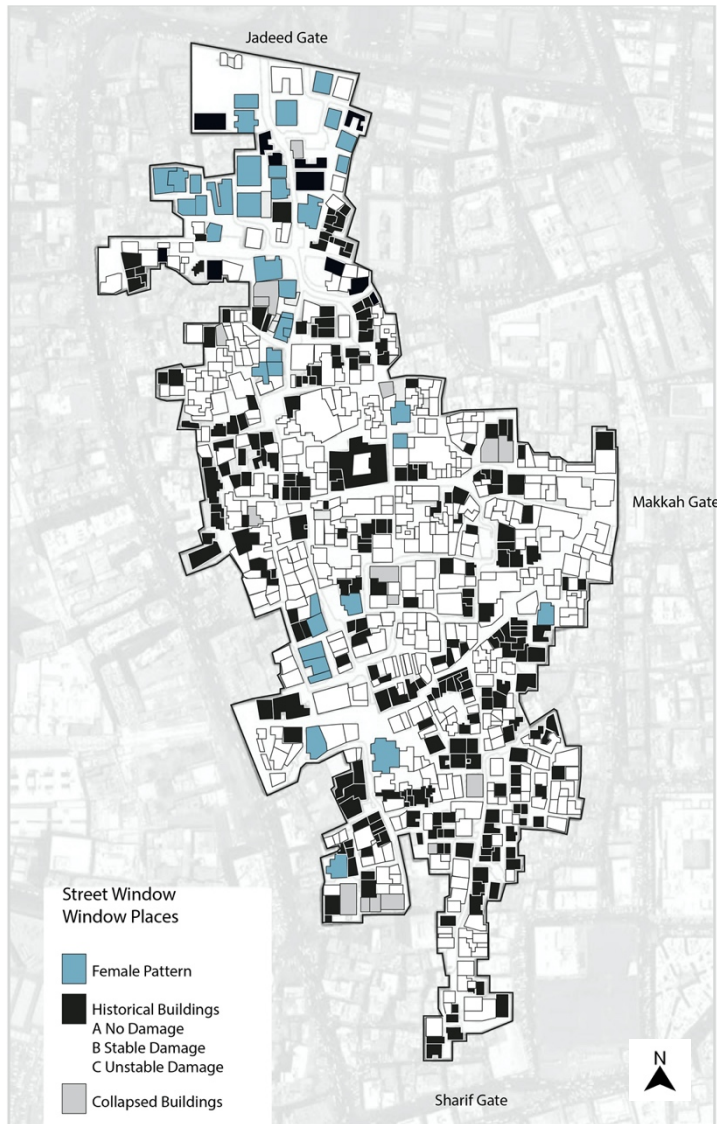 Jadeed Gate
Makkah Gate
Street Window
Window Places
Female Pattern
Historical Buildings
A No Damage
B Stable Damage
C Unstable Damage
Collapsed Buildings
N
Sharif Gate